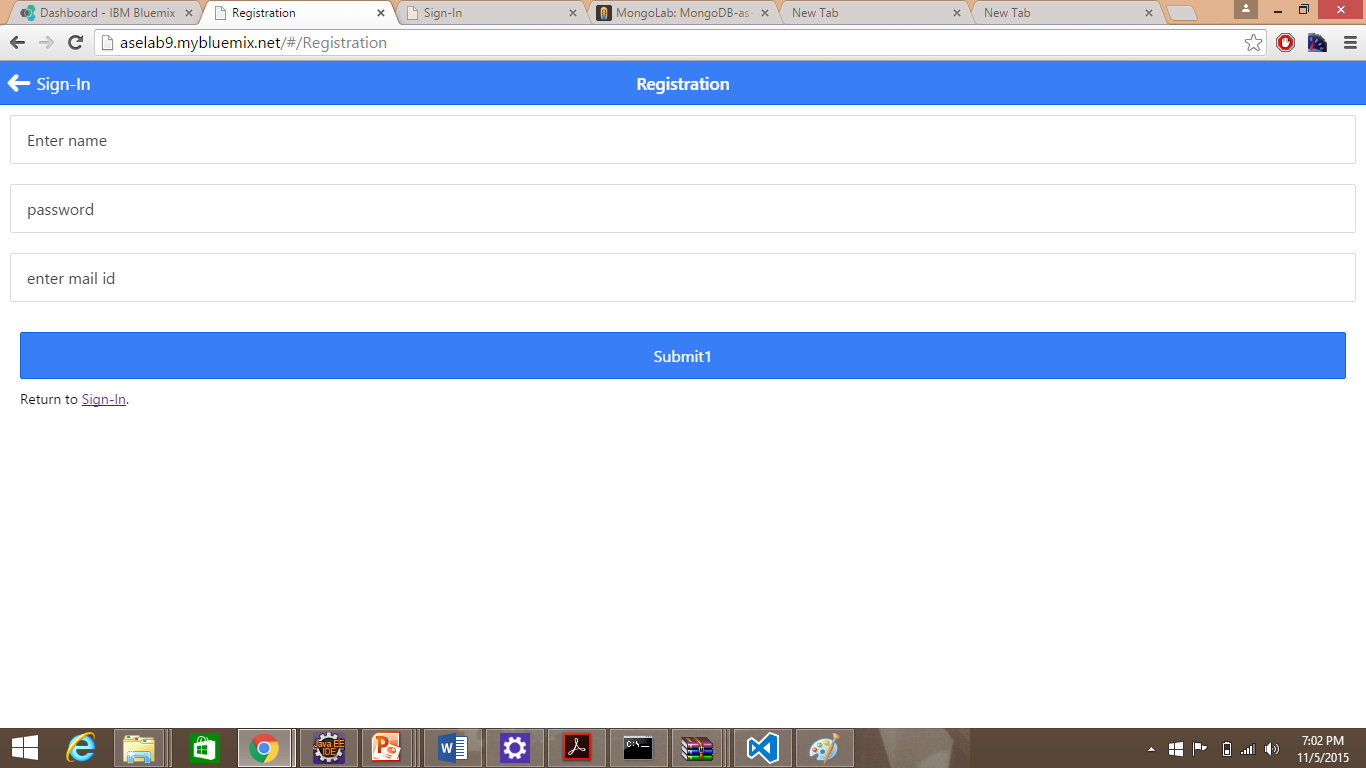 Dashboard - IBM Bluemix
Registration
Sign-In
MongoLab: MongoDB-as-
New Tab
New Tab
aselab9.mybluemix.net/#/Registration
Sign-In
Registration
Enter name
password
enter mail id
Submit1
Return to Sign-In.
Java EE
IDE
C:\._
7:02 PM
11/5/2015